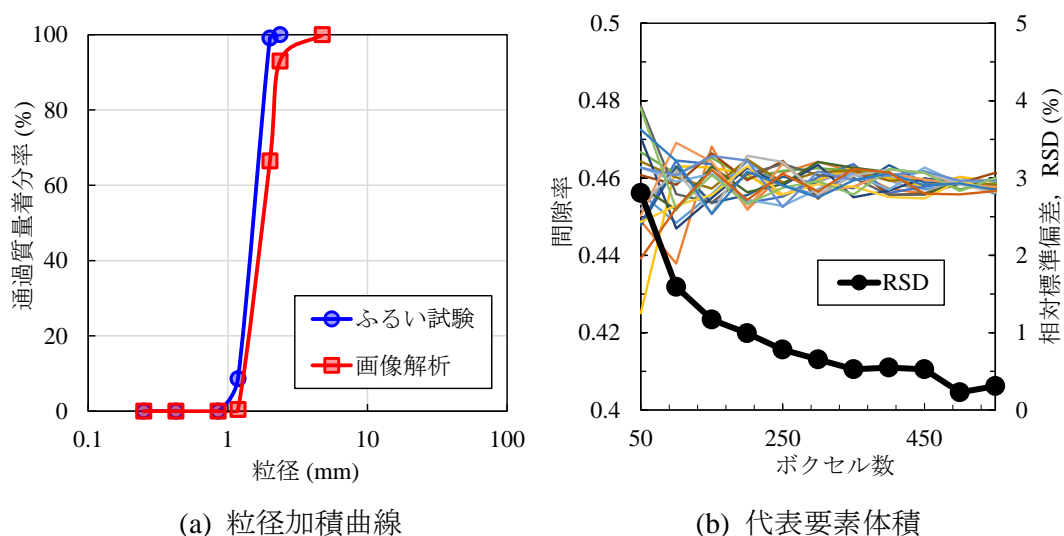 100
80
60
40
20
0
0.1
1
10
100
通過質量着分率 (%)
粒径 (mm)
ふるい試験
画像解析
(a) 粒径加積曲線
0.5
0.48
0.46
0.44
0.42
0.4
間隙率
50
250
450
ボクセル数
5
4
3
2
1
0
相対標準偏差, RSD (%)
RSD
(b) 代表要素体積